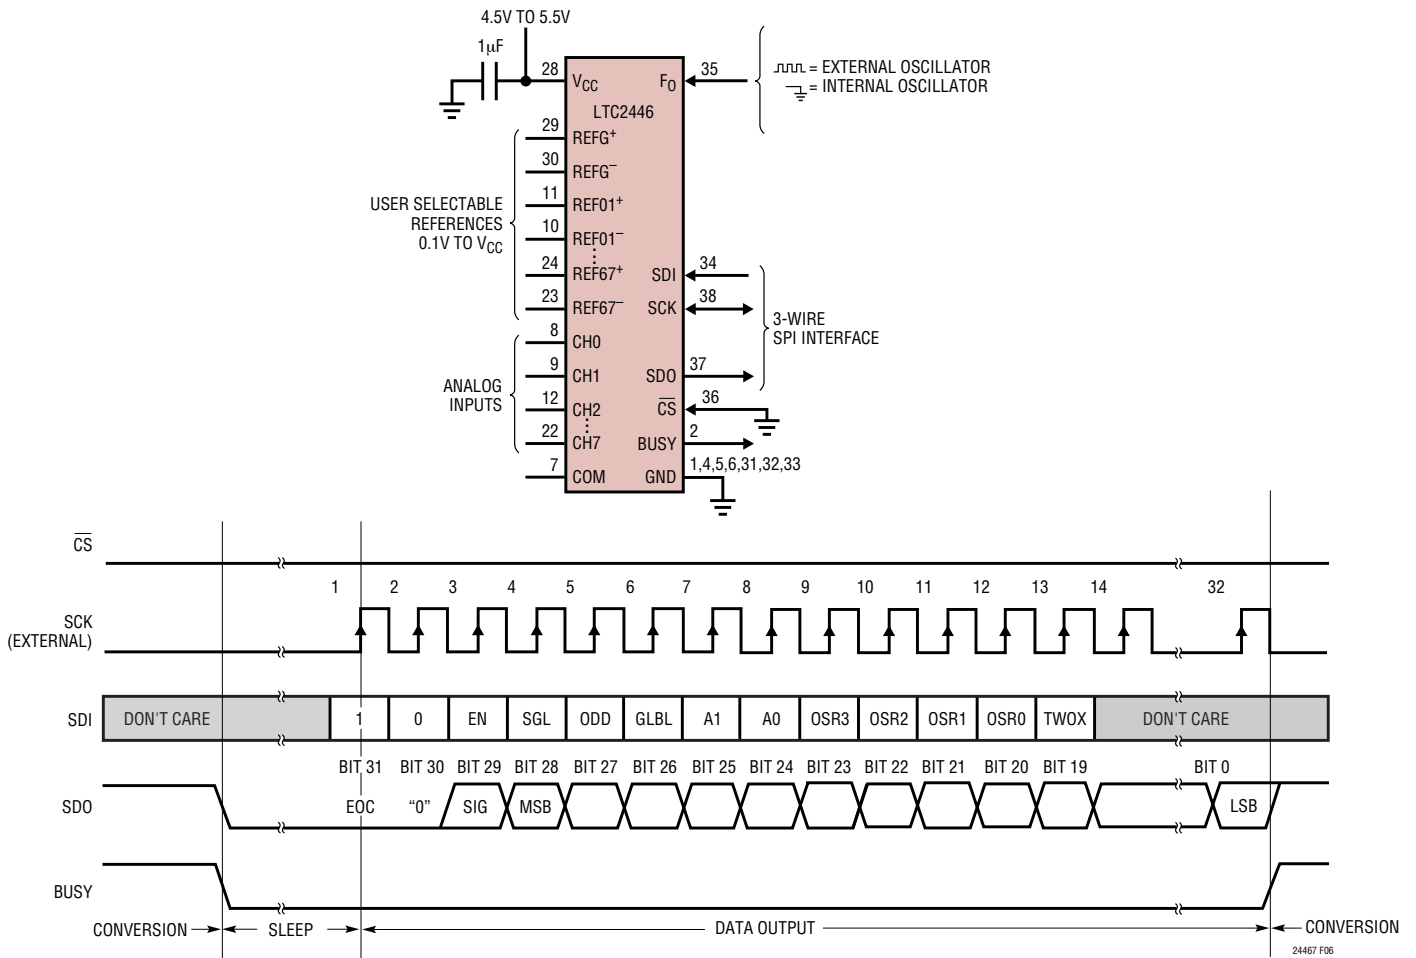 4.5V TO 5.5V
1µF
28
VCC
FO
35
= EXTERNAL OSCILLATOR
= INTERNAL OSCILLATOR
LTC2446
29
REFG+
30
REFG–
11
REF01+
10
REF01–
24
REF67+
23
REF67–
USER SELECTABLE
REFERENCES
0.1V TO VCC
8
CH0
9
CH1
12
CH2
22
CH7
7
COM
ANALOG
INPUTS
SDI
34
SCK
38
SDO
37
CS
36
BUSY
2
GND
1,4,5,6,31,32,33
3-WIRE
SPI INTERFACE
CS
1 2 3 4 5 6 7 8 9 10 11 12 13 14 32
SCK
(EXTERNAL)
SDI
DON'T CARE 1 0 EN SGL ODD GLBL A1 A0 OSR3 OSR2 OSR1 OSR0 TWOX DON'T CARE
BIT 31 BIT 30 BIT 29 BIT 28 BIT 27 BIT 26 BIT 25 BIT 24 BIT 23 BIT 22 BIT 21 BIT 20 BIT 19 BIT 0
SDO
EOC “0” SIG MSB LSB
BUSY
CONVERSION SLEEP DATA OUTPUT CONVERSION
24467 F06